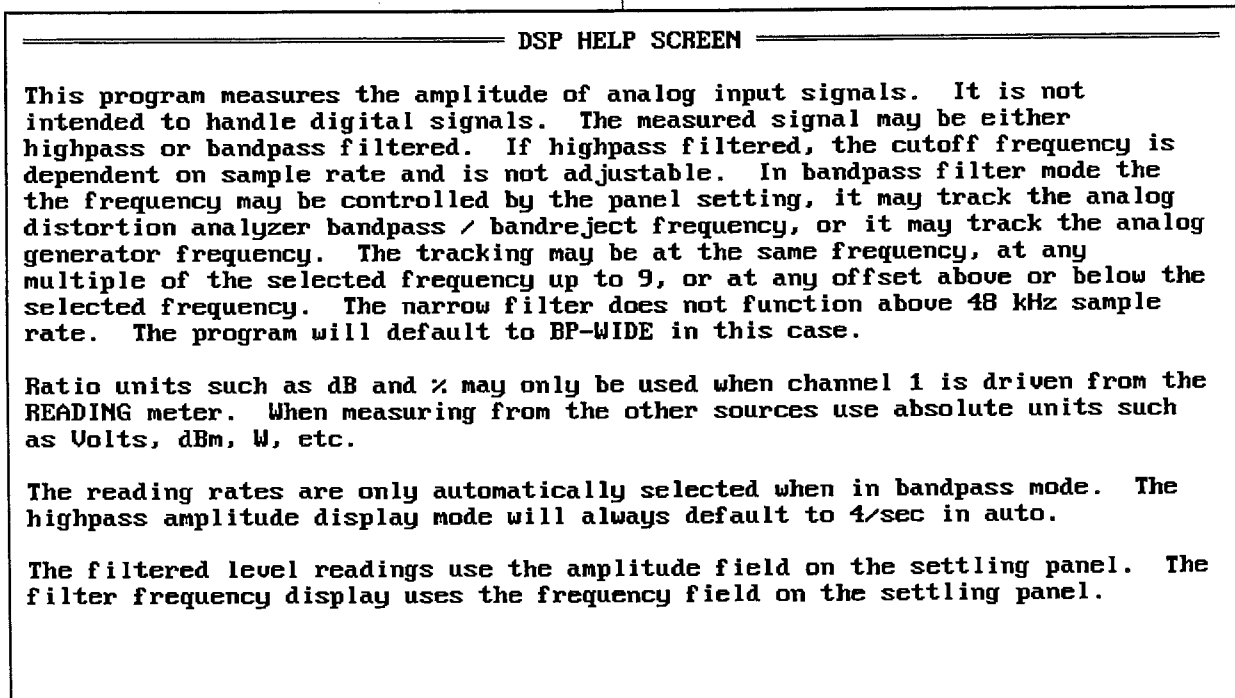 DSP HELP SCREEN
This program measures the amplitude of analog input signals.  It is not
intended to handle digital signals.  The measured signal may be either
highpass or bandpass filtered.  If highpass filtered, the cutoff frequency is
dependent on sample rate and is not adjustable.  In bandpass filter mode the
the frequency may be controlled by the panel setting, it may track the analog
distortion analyzer bandpass / bandreject frequency, or it may track the analog
generator frequency.  The tracking may be at the same frequency, at any
multiple of the selected frequency up to 9, or at any offset above or below the
selected frequency.  The narrow filter does not function above 48 kHz sample
rate.  The program will default to BP-WIDE in this case.
Ratio units such as dB and % may only be used when channel 1 is driven from the
READING meter.  When measuring from the other sources use absolute units such
as Volts, dBm, W, etc.
The reading rates are only automatically selected when in bandpass mode.  The
highpass amplitude display mode will always default to 4/sec in auto.
The filtered level readings use the amplitude field on the settling panel.  The
filter frequency display uses the frequency field on the settling panel.